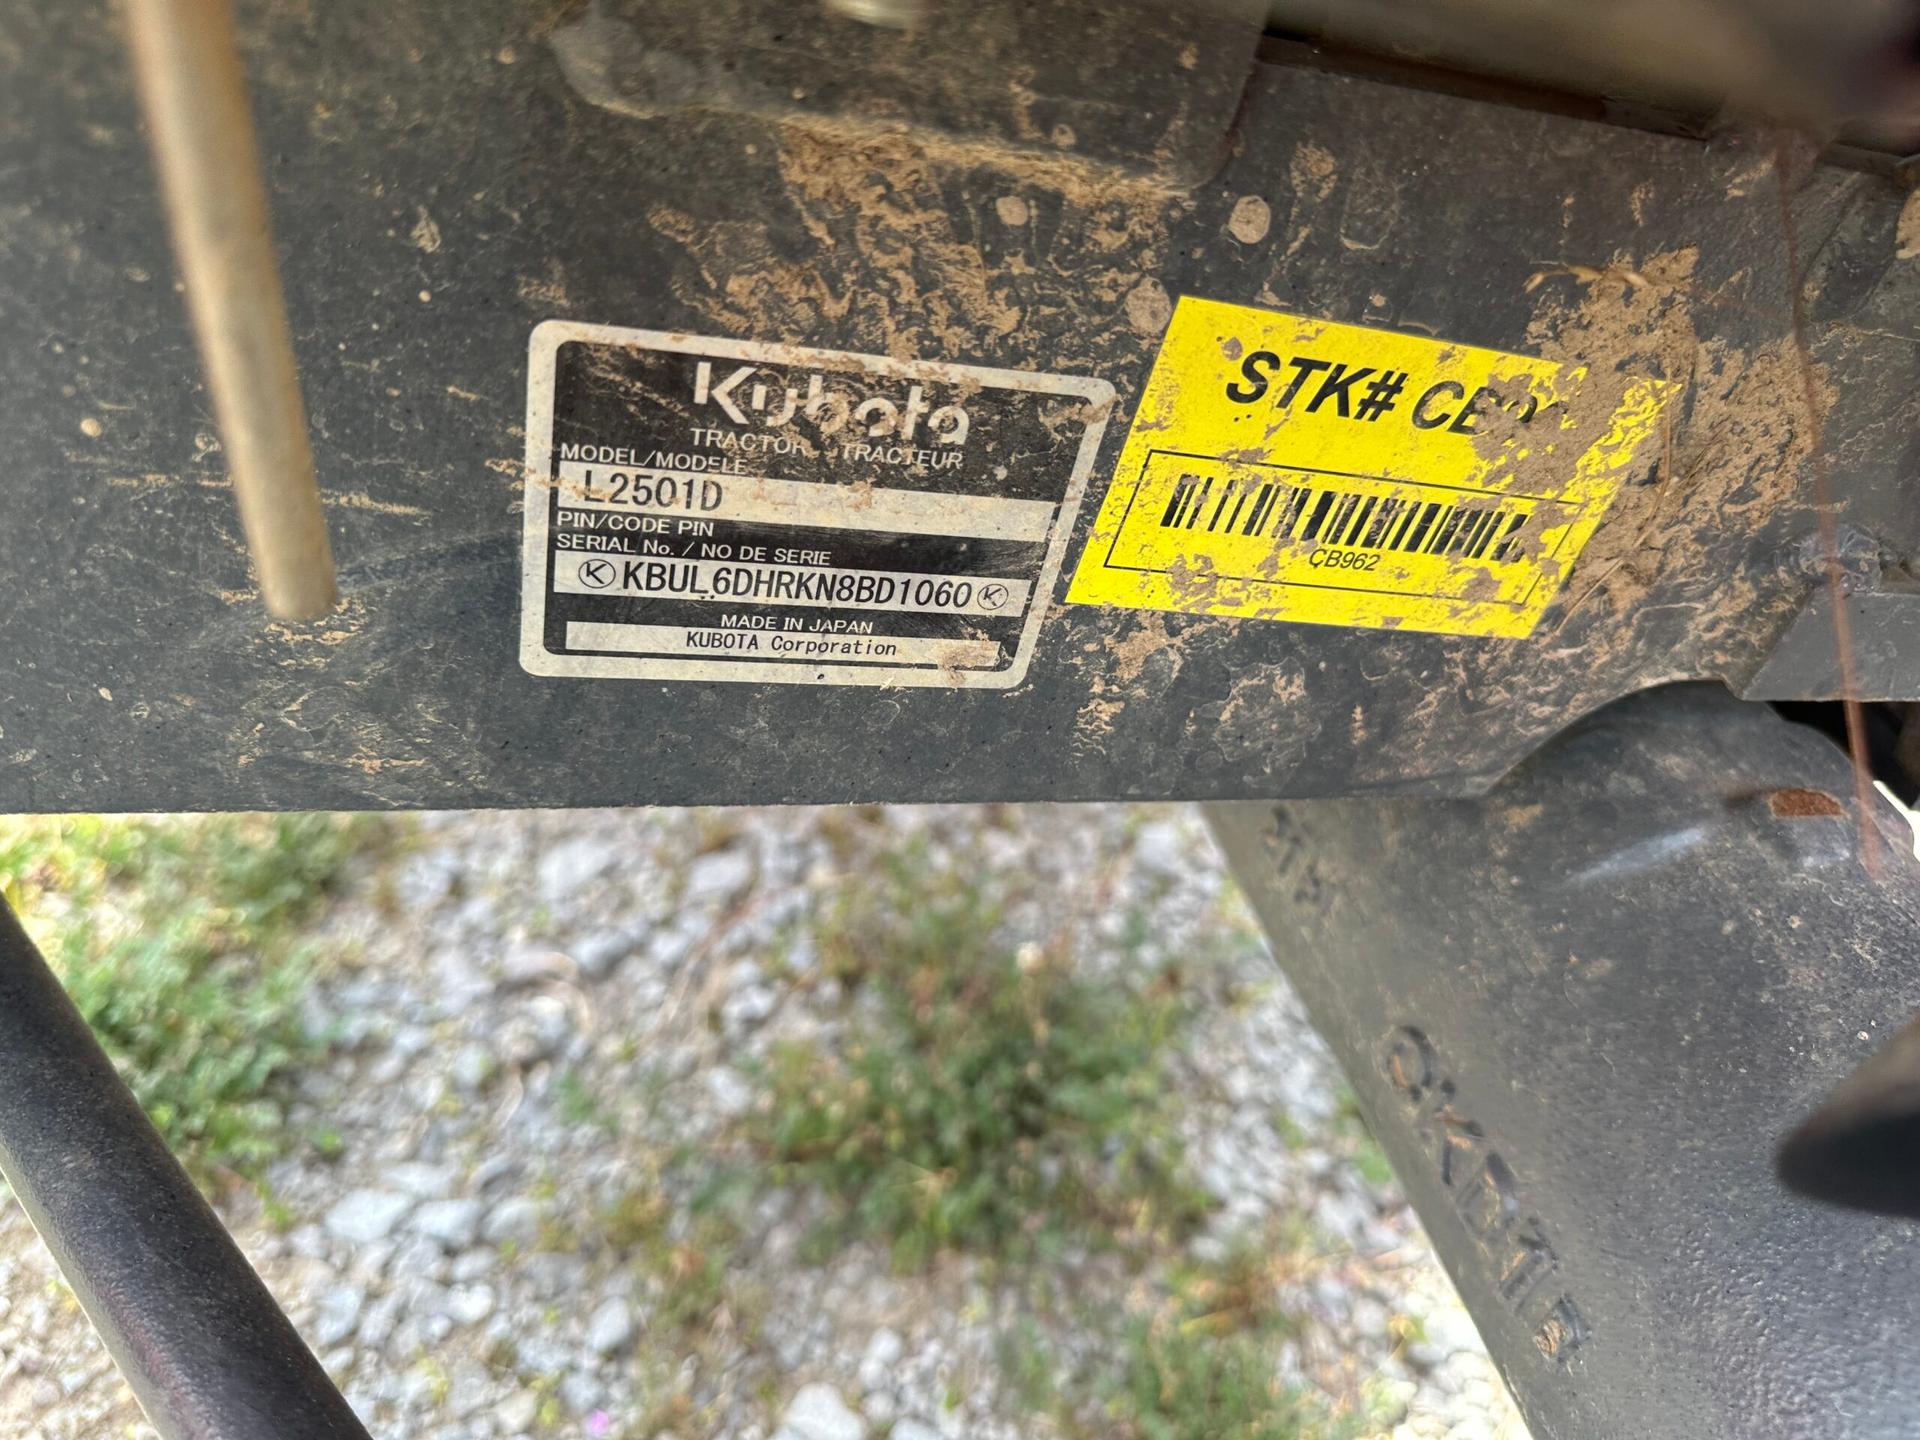 Kubota
TRACTOR TRACTEUR
MODEL/MODELE
L2501D
PIN/CODE PIN
SERIAL No. / NO DE SERIE
KBUL6DHRKN8BD1060
MADE IN JAPAN
KUBOTA Corporation
STK#
CB962